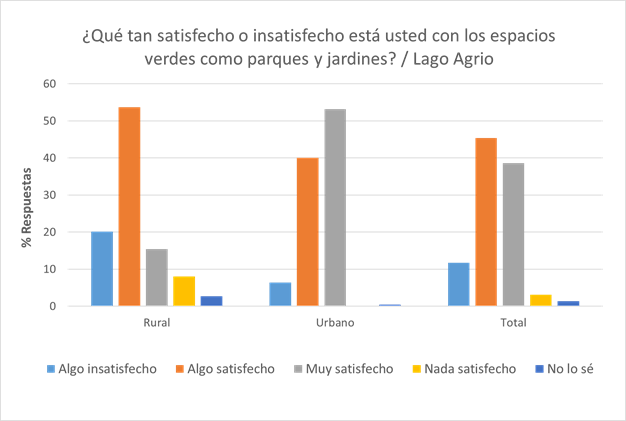 ¿Qué tan satisfecho o insatisfecho está usted con los espacios
verdes como parques y jardines? / Lago Agrio
60
50
40
30
20
10
0
% Respuestas
Rural Urbano Total
Algo insatisfecho Algo satisfecho Muy satisfecho Nada satisfecho No lo sé